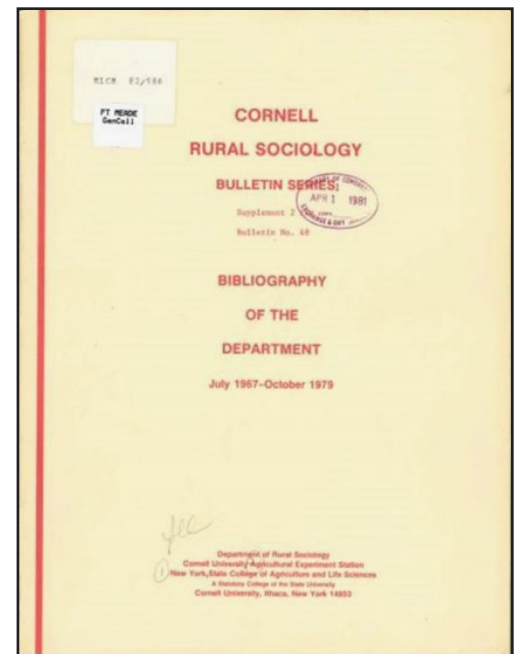 MICR 82/586
FT MEADE
GenColl
CORNELL
RURAL SOCIOLOGY
BULLETIN SERIES
Supplement 2
APR 1 1981
Bulletin No. 48
BIBLIOGRAPHY
OF THE
DEPARTMENT
July 1967-October 1979
Department of Rural Sociology
Cornell University Agricultural Experiment Station
New York State College of Agriculture and Life Sciences
A Statutory College of the State University
Cornell University, Ithaca, New York 14853